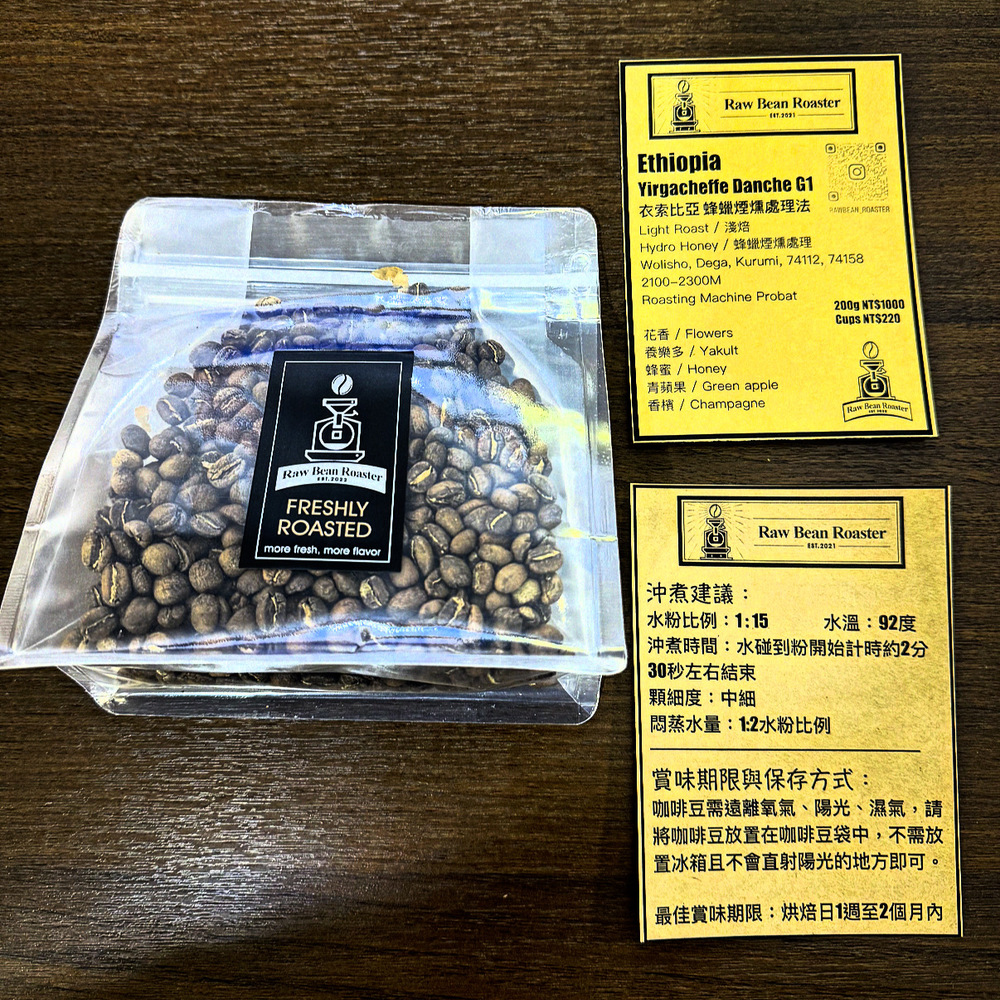 Raw Bean Roaster
EST.2022
FRESHLY
ROASTED
more fresh, more flavor
Raw Bean Roaster
EST.2021
Ethiopia
Yirgacheffe Danche G1
衣索比亞 蜂蠟煙燻處理法
RAWBEAN_ROASTER
Light Roast / 淺焙
Hydro Honey / 蜂蠟煙燻處理
Wolisho, Dega, Kurumi, 74112, 74158
2100-2300M
Roasting Machine Probat
200g NT$1000
Cups NT$220
花香 / Flowers
養樂多 / Yakult
蜂蜜 / Honey
青蘋果 / Green apple
香檳 / Champagne
Raw Bean Roaster
Raw Bean Roaster
EST.2021
沖煮建議：
水粉比例：1:15 水溫：92度
沖煮時間：水碰到粉開始計時約2分
30秒左右結束
顆細度：中細
悶蒸水量：1:2水粉比例
賞味期限與保存方式：
咖啡豆需遠離氧氣、陽光、濕氣，請
將咖啡豆放置在咖啡豆袋中，不需放
置冰箱且不會直射陽光的地方即可。
最佳賞味期限：烘焙日1週至2個月內